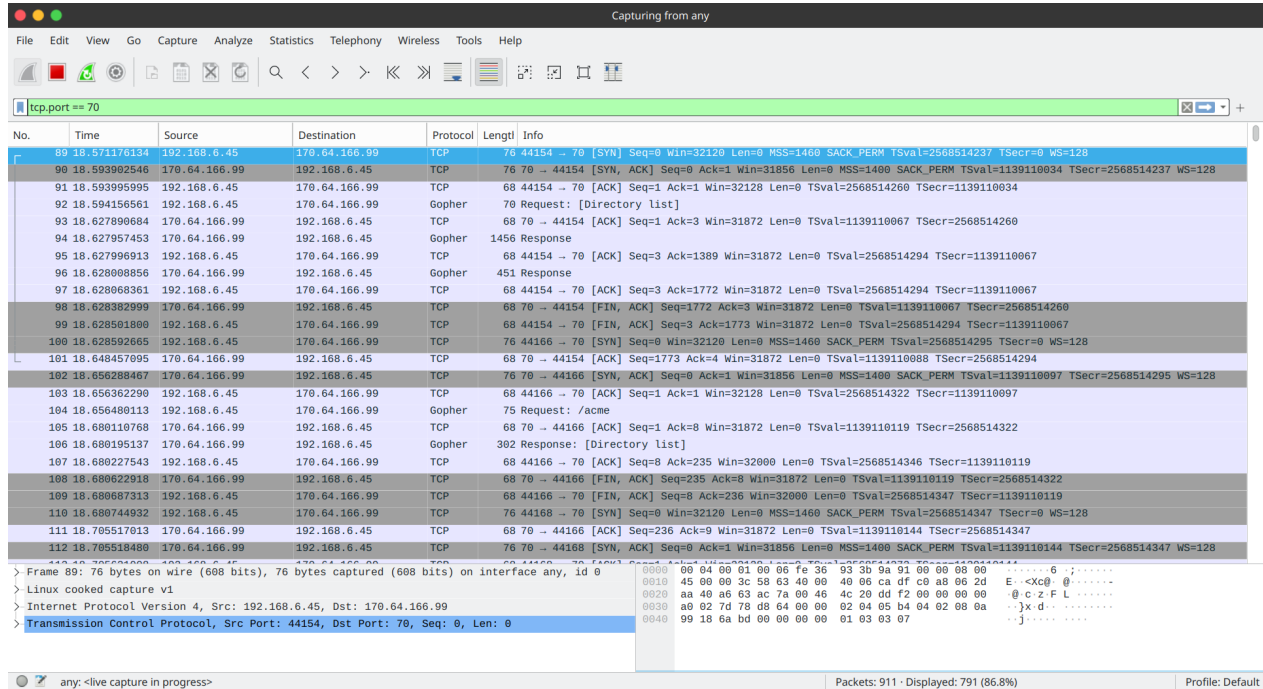 Capturing from any
File Edit View Go Capture Analyze Statistics Telephony Wireless Tools Help
tcp.port == 70
No. Time Source Destination Protocol Lengtl Info
89 18.571176134 192.168.6.45 170.64.166.99 TCP 76 44154 → 70 [SYN] Seq=0 Win=32120 Len=0 MSS=1460 SACK_PERM TSval=2568514237 TSecr=0 WS=128
90 18.593902546 170.64.166.99 192.168.6.45 TCP 76 70 → 44154 [SYN, ACK] Seq=0 Ack=1 Win=31856 Len=0 MSS=1400 SACK_PERM TSval=1139110034 TSecr=2568514237 WS=128
91 18.593995995 192.168.6.45 170.64.166.99 TCP 68 44154 → 70 [ACK] Seq=1 Ack=1 Win=32128 Len=0 TSval=2568514260 TSecr=1139110034
92 18.594156561 192.168.6.45 170.64.166.99 Gopher 70 Request: [Directory list]
93 18.627890684 170.64.166.99 192.168.6.45 TCP 68 70 → 44154 [ACK] Seq=1 Ack=3 Win=31872 Len=0 TSval=1139110067 TSecr=2568514260
94 18.627957453 170.64.166.99 192.168.6.45 Gopher 1456 Response
95 18.627996913 192.168.6.45 170.64.166.99 TCP 68 44154 → 70 [ACK] Seq=3 Ack=1389 Win=31872 Len=0 TSval=2568514294 TSecr=1139110067
96 18.628008856 170.64.166.99 192.168.6.45 Gopher 451 Response
97 18.628068361 192.168.6.45 170.64.166.99 TCP 68 44154 → 70 [ACK] Seq=3 Ack=1772 Win=31872 Len=0 TSval=2568514294 TSecr=1139110067
98 18.628382999 170.64.166.99 192.168.6.45 TCP 68 70 → 44154 [FIN, ACK] Seq=1772 Ack=3 Win=31872 Len=0 TSval=1139110067 TSecr=2568514260
99 18.628501800 192.168.6.45 170.64.166.99 TCP 68 44154 → 70 [FIN, ACK] Seq=3 Ack=1773 Win=31872 Len=0 TSval=2568514294 TSecr=1139110067
100 18.628592665 192.168.6.45 170.64.166.99 TCP 76 44166 → 70 [SYN] Seq=0 Win=32120 Len=0 MSS=1460 SACK_PERM TSval=2568514295 TSecr=0 WS=128
101 18.648457095 170.64.166.99 192.168.6.45 TCP 68 70 → 44154 [ACK] Seq=1773 Ack=4 Win=31872 Len=0 TSval=1139110088 TSecr=2568514294
102 18.656288467 170.64.166.99 192.168.6.45 TCP 76 70 → 44166 [SYN, ACK] Seq=0 Ack=1 Win=31856 Len=0 MSS=1400 SACK_PERM TSval=1139110097 TSecr=2568514295 WS=128
103 18.656362290 192.168.6.45 170.64.166.99 TCP 68 44166 → 70 [ACK] Seq=1 Ack=1 Win=32128 Len=0 TSval=2568514322 TSecr=1139110097
104 18.656480113 192.168.6.45 170.64.166.99 Gopher 75 Request: /acme
105 18.680110768 170.64.166.99 192.168.6.45 TCP 68 70 → 44166 [ACK] Seq=1 Ack=8 Win=31872 Len=0 TSval=1139110119 TSecr=2568514322
106 18.680195137 170.64.166.99 192.168.6.45 Gopher 302 Response: [Directory list]
107 18.680227543 192.168.6.45 170.64.166.99 TCP 68 44166 → 70 [ACK] Seq=8 Ack=235 Win=32000 Len=0 TSval=2568514346 TSecr=1139110119
108 18.680622918 170.64.166.99 192.168.6.45 TCP 68 70 → 44166 [FIN, ACK] Seq=235 Ack=8 Win=31872 Len=0 TSval=1139110119 TSecr=2568514322
109 18.680687313 192.168.6.45 170.64.166.99 TCP 68 44166 → 70 [FIN, ACK] Seq=8 Ack=236 Win=32000 Len=0 TSval=2568514347 TSecr=1139110119
110 18.680744932 192.168.6.45 170.64.166.99 TCP 76 44168 → 70 [SYN] Seq=0 Win=32120 Len=0 MSS=1460 SACK_PERM TSval=2568514347 TSecr=0 WS=128
111 18.705517013 170.64.166.99 192.168.6.45 TCP 68 70 → 44166 [ACK] Seq=236 Ack=9 Win=31872 Len=0 TSval=1139110144 TSecr=2568514347
112 18.705518480 170.64.166.99 192.168.6.45 TCP 76 70 → 44168 [SYN, ACK] Seq=0 Ack=1 Win=31856 Len=0 MSS=1400 SACK_PERM TSval=1139110144 TSecr=2568514347 WS=128
Frame 89: 76 bytes on wire (608 bits), 76 bytes captured (608 bits) on interface any, id 0
Linux cooked capture v1
Internet Protocol Version 4, Src: 192.168.6.45, Dst: 170.64.166.99
Transmission Control Protocol, Src Port: 44154, Dst Port: 70, Seq: 0, Len: 0
0000 00 04 00 01 00 06 fe 36 93 3b 9a 91 00 00 08 00 ·······6 ·;······
0010 45 00 00 3c 58 63 40 00 40 06 ca df c0 a8 06 2d E··<Xc@· @······-
0020 aa 40 a6 63 ac 7a 00 46 4c 20 dd f2 00 00 00 00 ·@·c·z·F L ······
0030 a0 02 7d 78 d8 64 00 00 02 04 05 b4 04 02 08 0a ··}x·d·· ········
0040 99 18 6a bd 00 00 00 00 01 03 03 07 ··j····· ····
any: <live capture in progress>
Packets: 911 · Displayed: 791 (86.8%)
Profile: Default